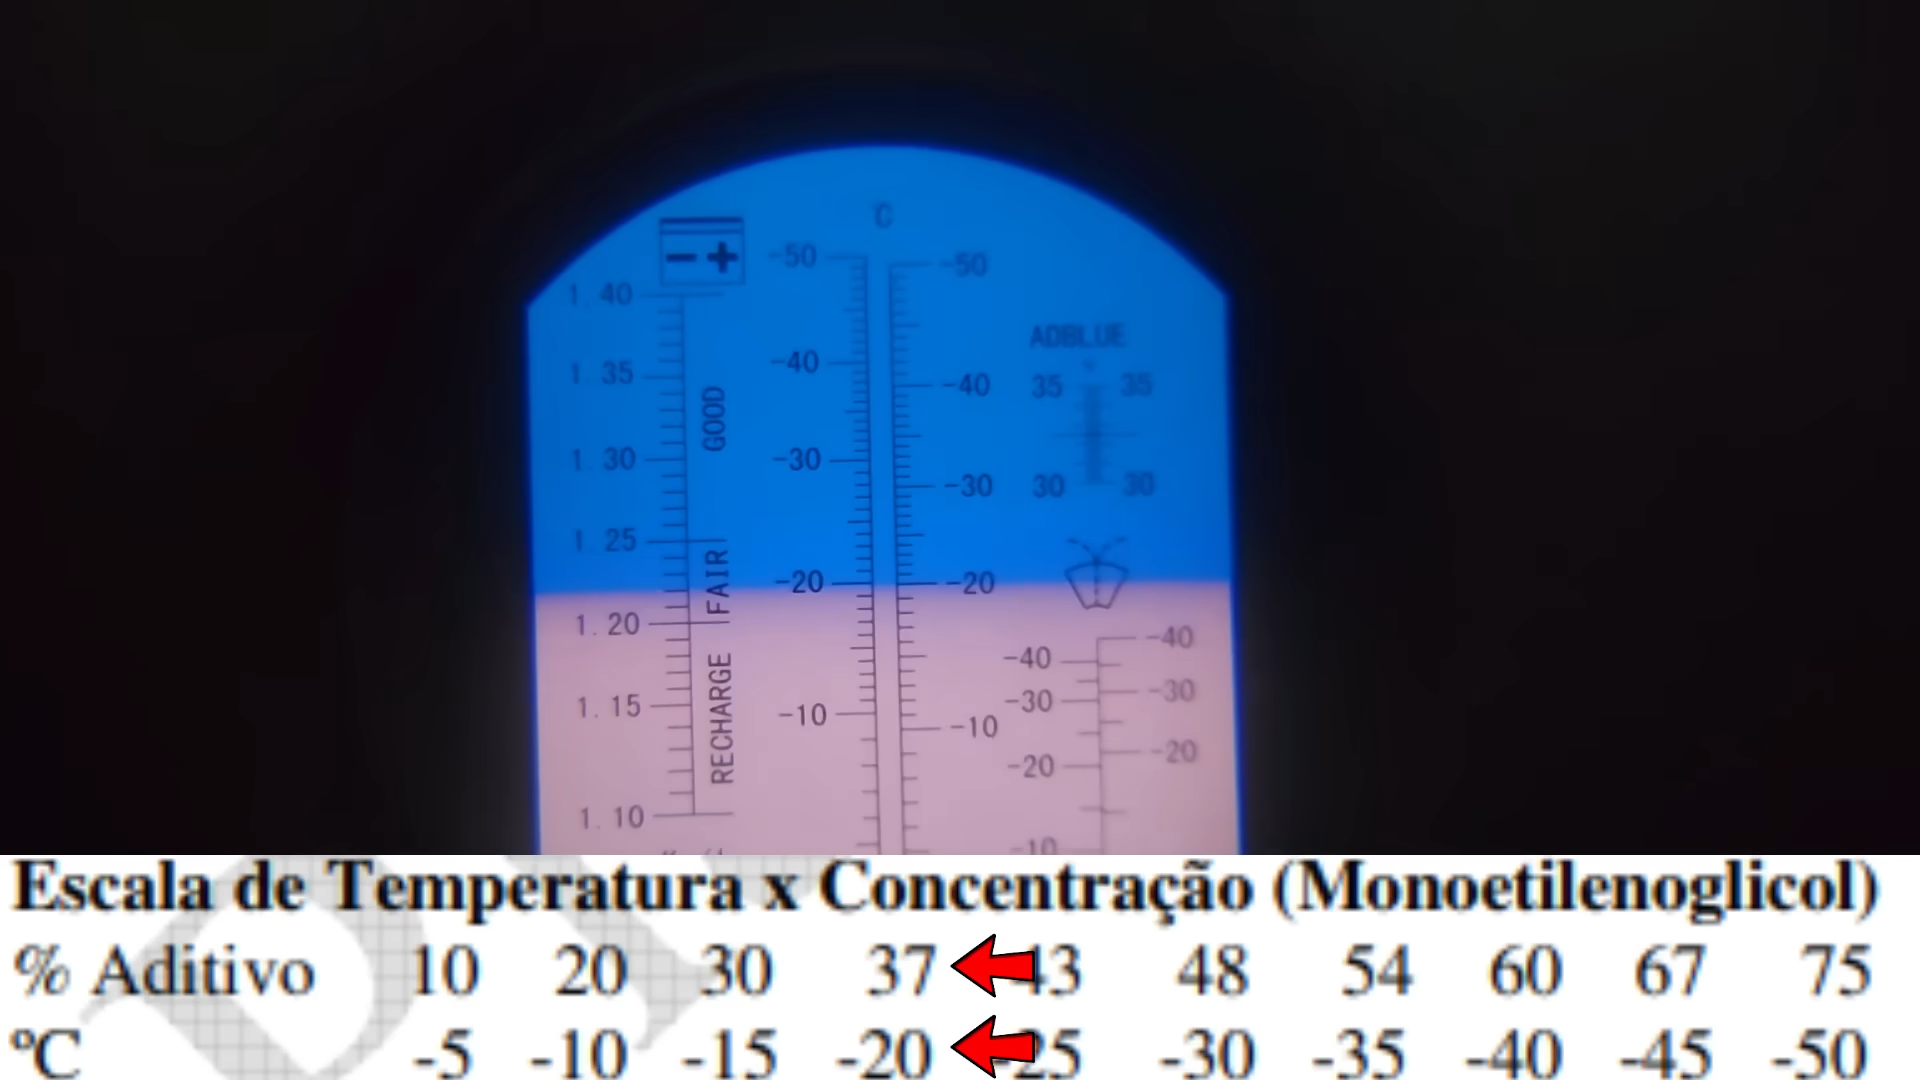 C
- +
-50 -50
1.40
ADBLUE
1.35 -40 -40 35 35
GOOD
1.30 -30 -30 30 30
1.25
FAIR
-20 -20
1.20
-40 -40
RECHARGE
-30 -30
1.15 -10 -10
-20 -20
1.10
-10
Escala de Temperatura x Concentração (Monoetilenoglicol)
% Aditivo 10 20 30 37 43 48 54 60 67 75
ºC -5 -10 -15 -20 -25 -30 -35 -40 -45 -50